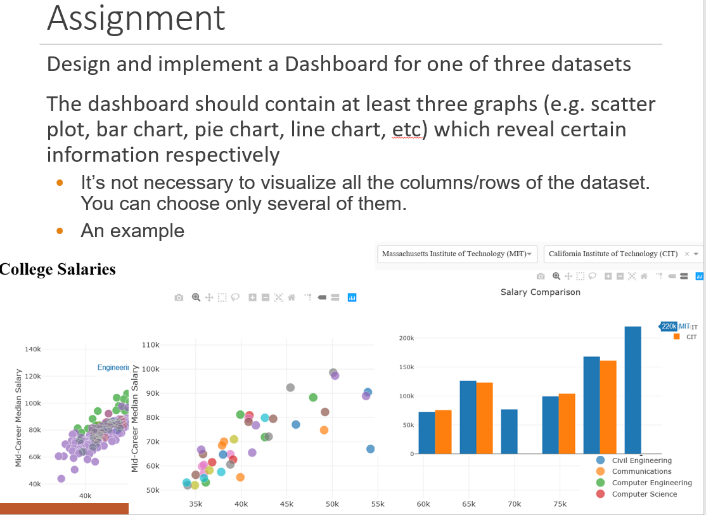 Assignment
Design and implement a Dashboard for one of three datasets
The dashboard should contain at least three graphs (e.g. scatter
plot, bar chart, pie chart, line chart, etc) which reveal certain
information respectively
It’s not necessary to visualize all the columns/rows of the dataset.
You can choose only several of them.
An example
Massachusetts Institute of Technology (MIT)
California Institute of Technology (CIT)
College Salaries
Salary Comparison
140k
120k
100k
80k
60k
40k
Mid-Career Median Salary
Engineeri
40k
110k
100k
90k
80k
70k
60k
50k
Mid-Career Median Salary
35k
40k
45k
50k
55k
60k
65k
70k
75k
200k
150k
100k
50k
0
220k
MIT
CIT
Civil Engineering
Communications
Computer Engineering
Computer Science